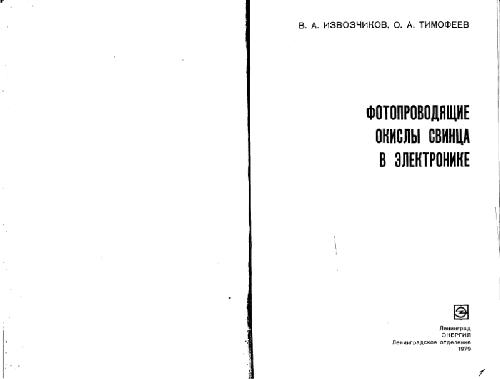 В. А. ИЗВОЗЧИКОВ, О. А. ТИМОФЕЕВ
ФОТОПРОВОДЯЩИЕ
ОКИСЛЫ СВИНЦА
В ЭЛЕКТРОНИКЕ
Ленинград
ЭНЕРГИЯ
Ленинградское отделение
1979